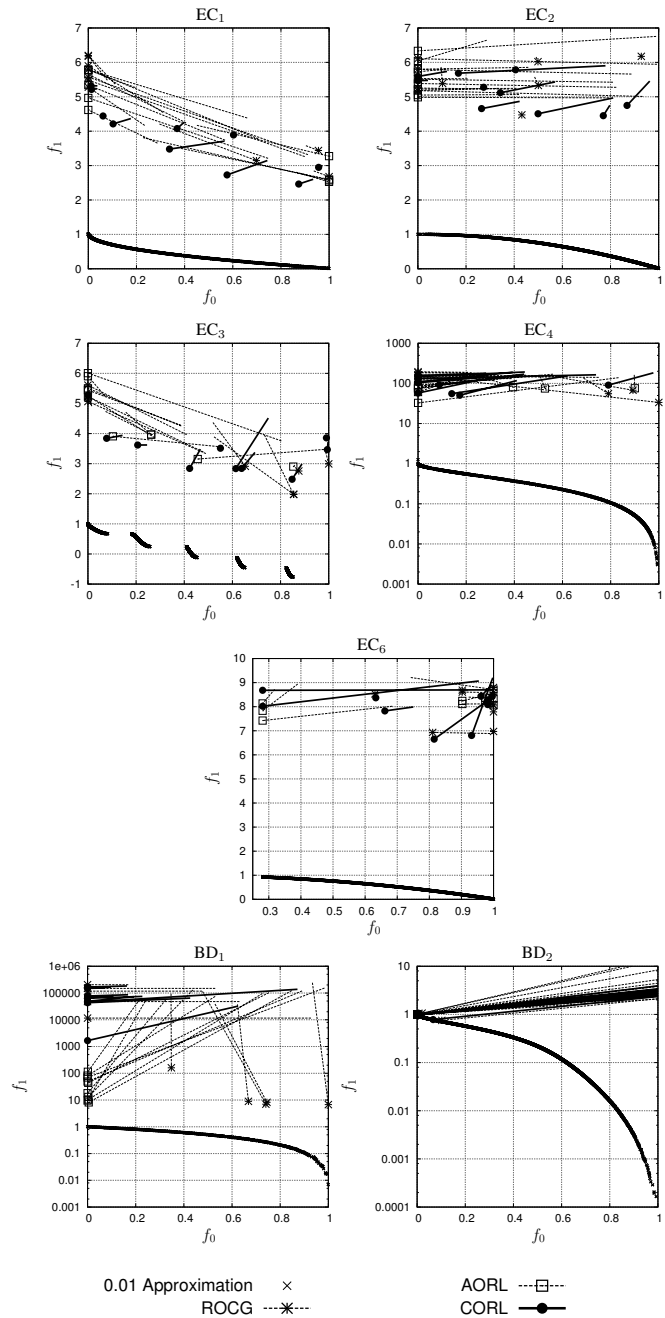 EC₁
EC₂
7
6
5
4
3
2
1
0
f₁
0 0.2 0.4 0.6 0.8 1
f₀
7
6
5
4
3
2
1
0
f₁
0 0.2 0.4 0.6 0.8 1
f₀
EC₃
EC₄
7
6
5
4
3
2
1
0
-1
f₁
0 0.2 0.4 0.6 0.8 1
f₀
1000
100
10
1
0.1
0.01
0.001
f₁
0 0.2 0.4 0.6 0.8 1
f₀
EC₆
10
9
8
7
6
5
4
3
2
1
0
f₁
0.3 0.4 0.5 0.6 0.7 0.8 0.9 1
f₀
BD₁
BD₂
1e+06
100000
10000
1000
100
10
1
0.1
0.01
0.001
f₁
0 0.2 0.4 0.6 0.8 1
f₀
10
1
0.1
0.01
0.001
0.0001
f₁
0 0.2 0.4 0.6 0.8 1
f₀
0.01 Approximation
AORL
ROCG
CORL